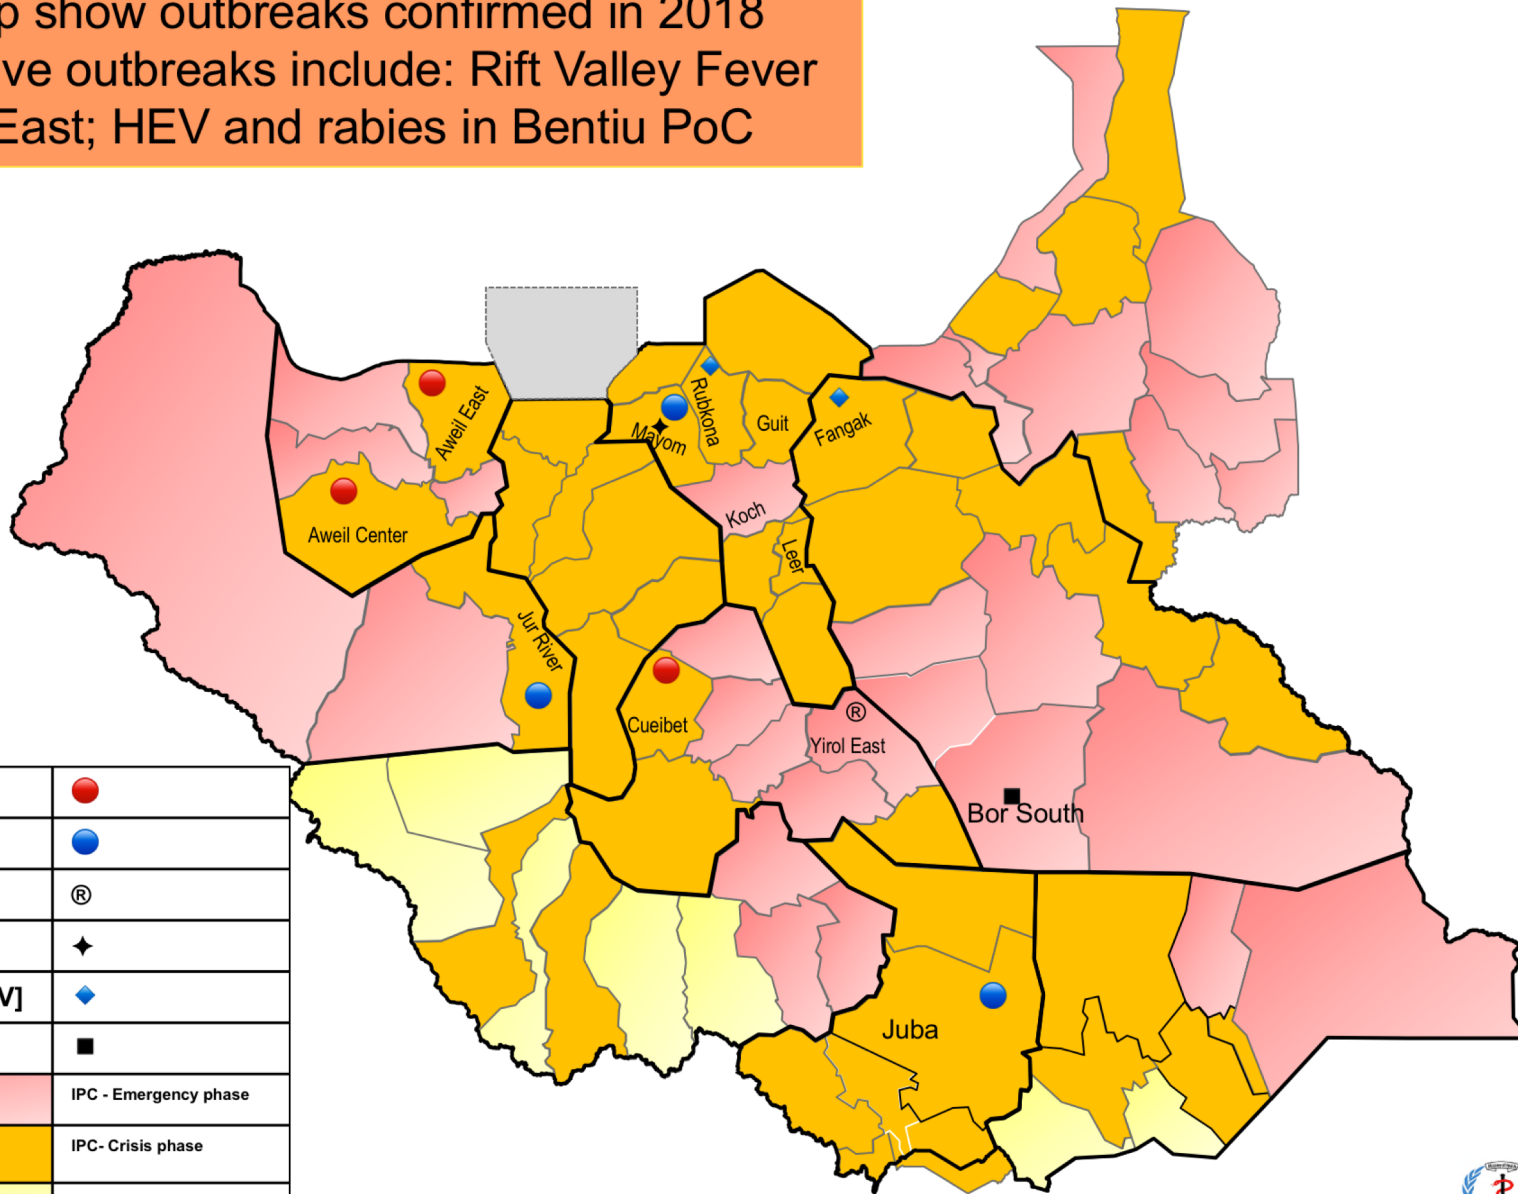 p show outbreaks confirmed in 2018
ve outbreaks include: Rift Valley Fever
East; HEV and rabies in Bentiu PoC
Aweil East
Rubkona
Mayom
Guit
Fangak
Koch
Aweil Center
Leer
Jur River
Cueibet
Yirol East
®
Bor South
®
V]
Juba
IPC - Emergency phase
IPC- Crisis phase